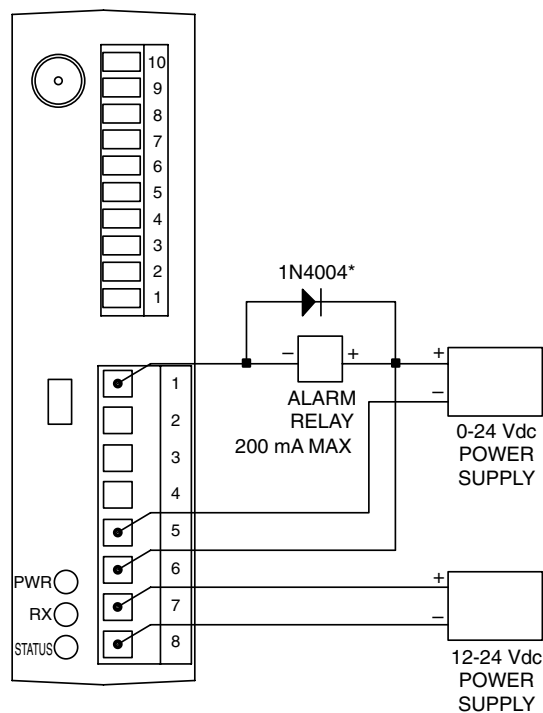 10
9
8
7
6
5
4
3
2
1
1N4004*
– +
ALARM
RELAY
200 mA MAX
+
–
0-24 Vdc
POWER
SUPPLY
1
2
3
4
5
6
7
8
PWR
RX
STATUS
+
–
12-24 Vdc
POWER
SUPPLY